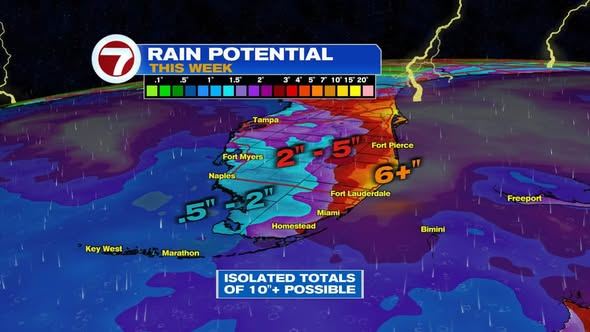 7
RAIN POTENTIAL
THIS WEEK
.1" .5" 1" 1.5" 2" 3" 4" 5" 7" 10" 15" 20"
Tampa
Fort Myers
2" - 5"
Fort Pierce
Naples
6+"
.5" - 2"
Fort Lauderdale
Miami
Freeport
Homestead
Bimini
Key West
Marathon
ISOLATED TOTALS
OF 10"+ POSSIBLE